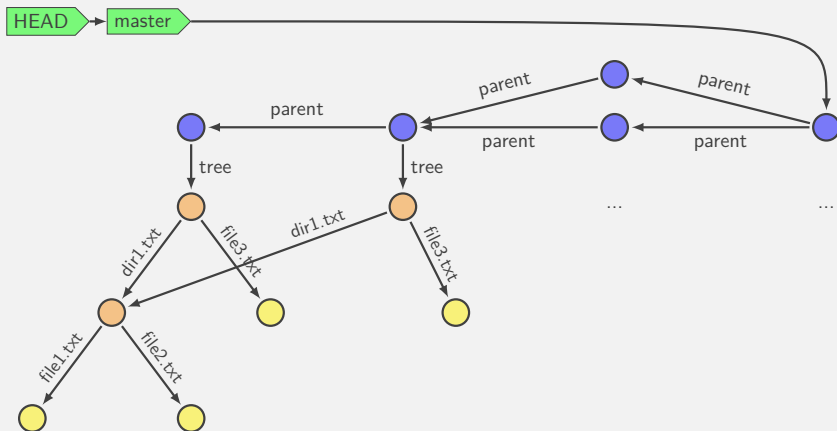 HEAD
master
parent
parent
parent
parent
parent
tree
tree
...
...
dir1.txt
file3.txt
dir1.txt
file3.txt
file1.txt
file2.txt